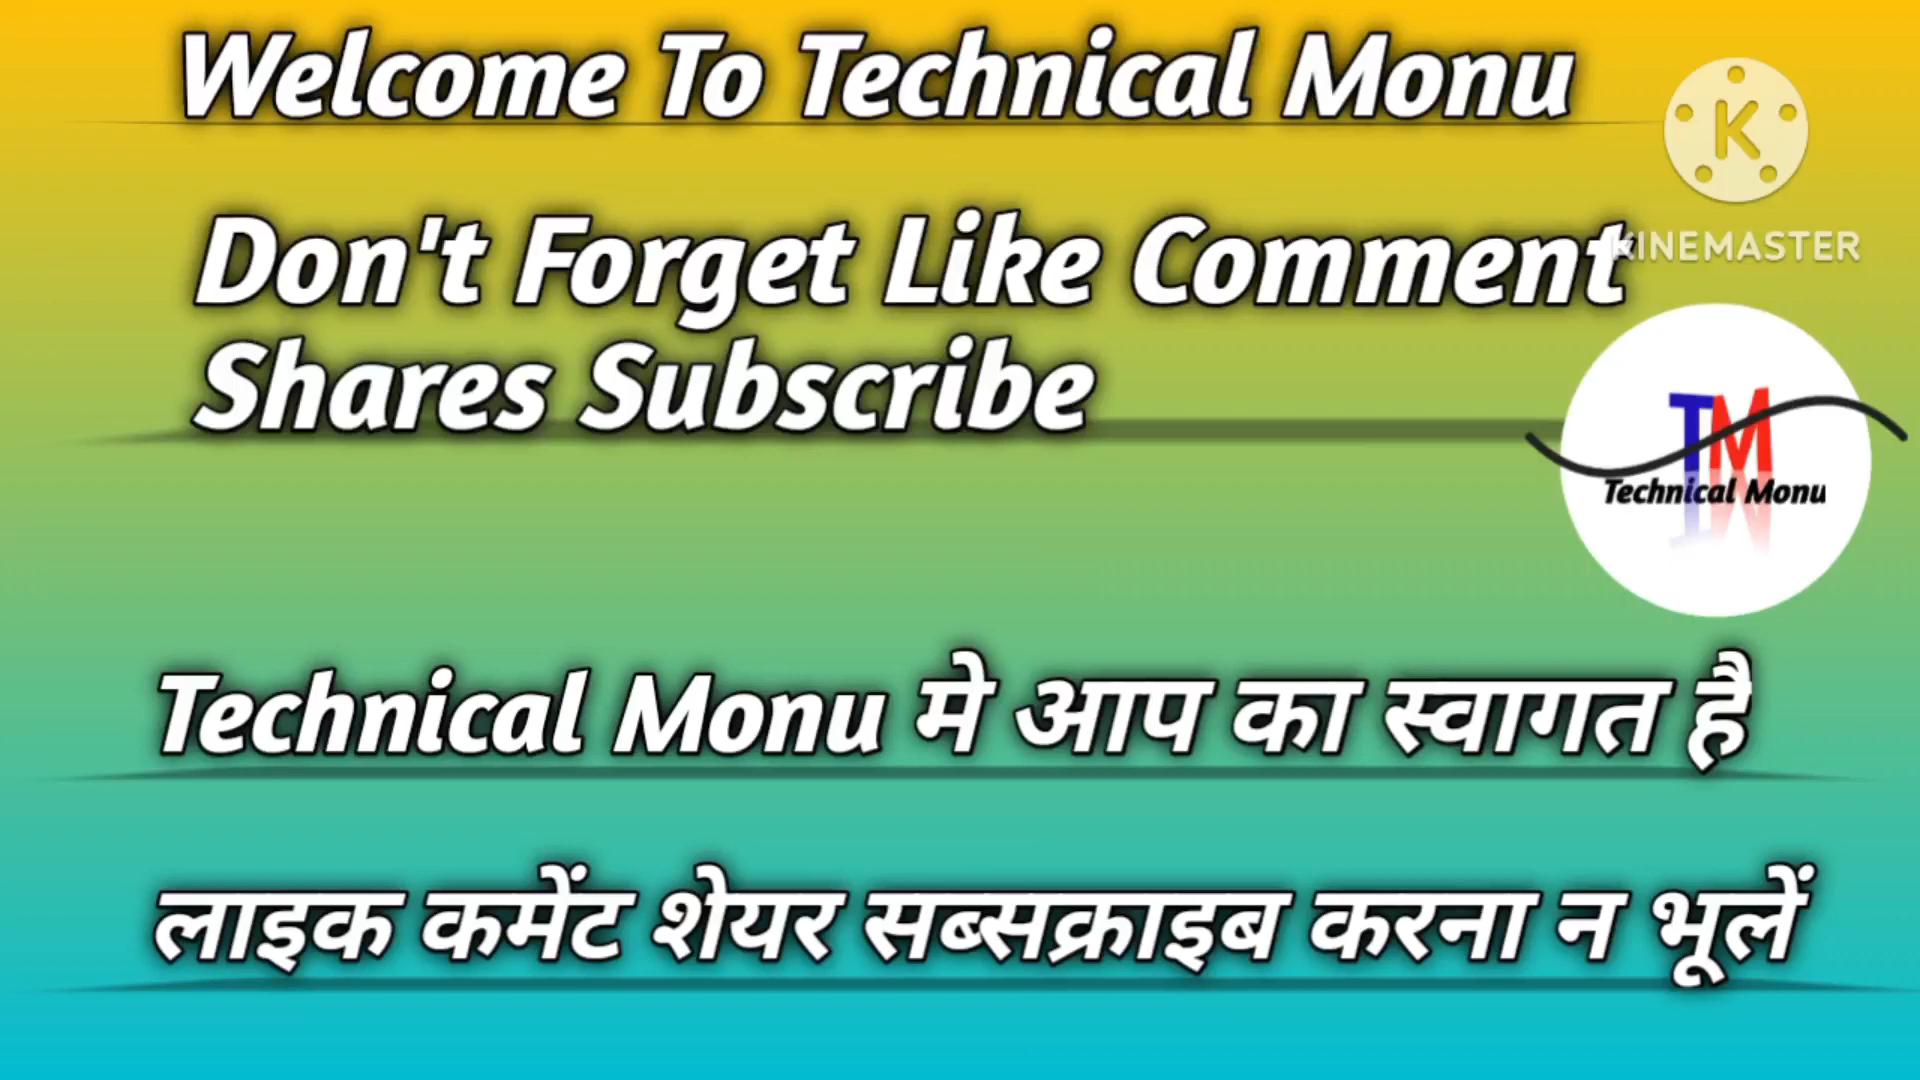 Welcome To Technical Monu
KINEMASTER
Don't Forget Like Comment
Shares Subscribe
TM
Technical Monu
Technical Monu मे आप का स्वागत है
लाइक कमेंट शेयर सब्सक्राइब करना न भूलें